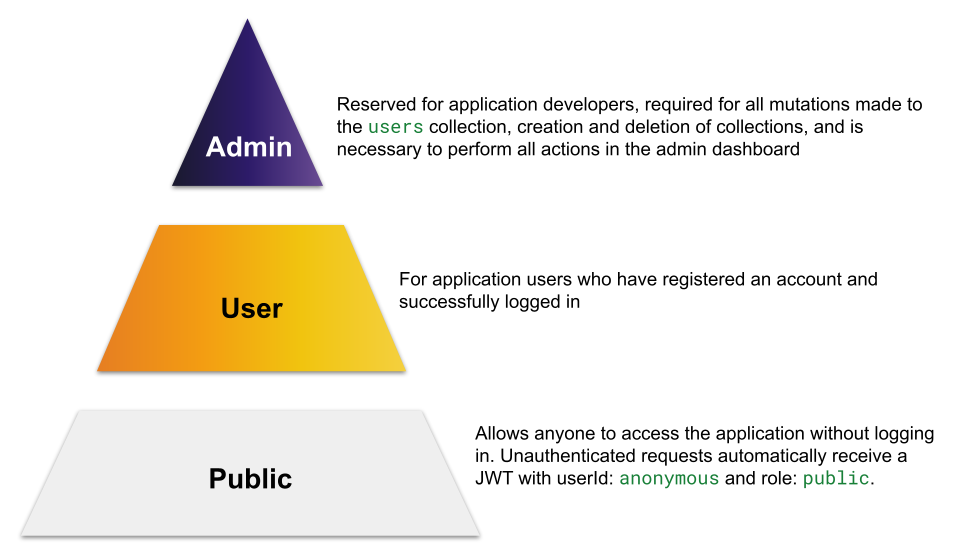 Admin
Reserved for application developers, required for all mutations made to
the users collection, creation and deletion of collections, and is
necessary to perform all actions in the admin dashboard
User
For application users who have registered an account and
successfully logged in
Public
Allows anyone to access the application without logging
in. Unauthenticated requests automatically receive a
JWT with userId: anonymous and role: public.